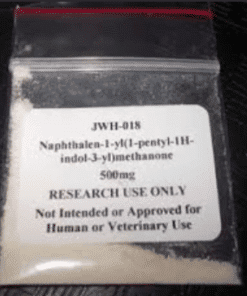 JWH-018
Naphthalen-1-yl(1-pentyl-1H-
indol-3-yl)methanone
500mg
RESEARCH USE ONLY
Not Intended or Approved for
Human or Veterinary Use